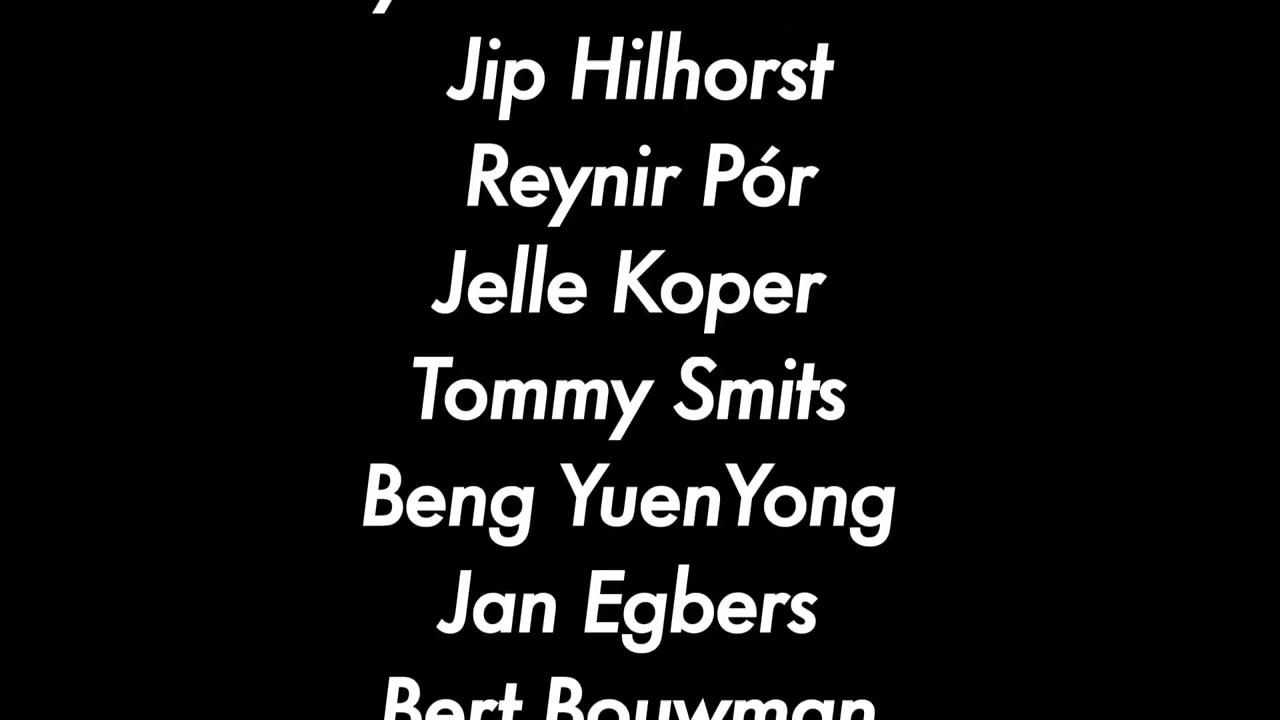 Jip Hilhorst
Reynir Pór
Jelle Koper
Tommy Smits
Beng YuenYong
Jan Egbers
Bert Bouwman